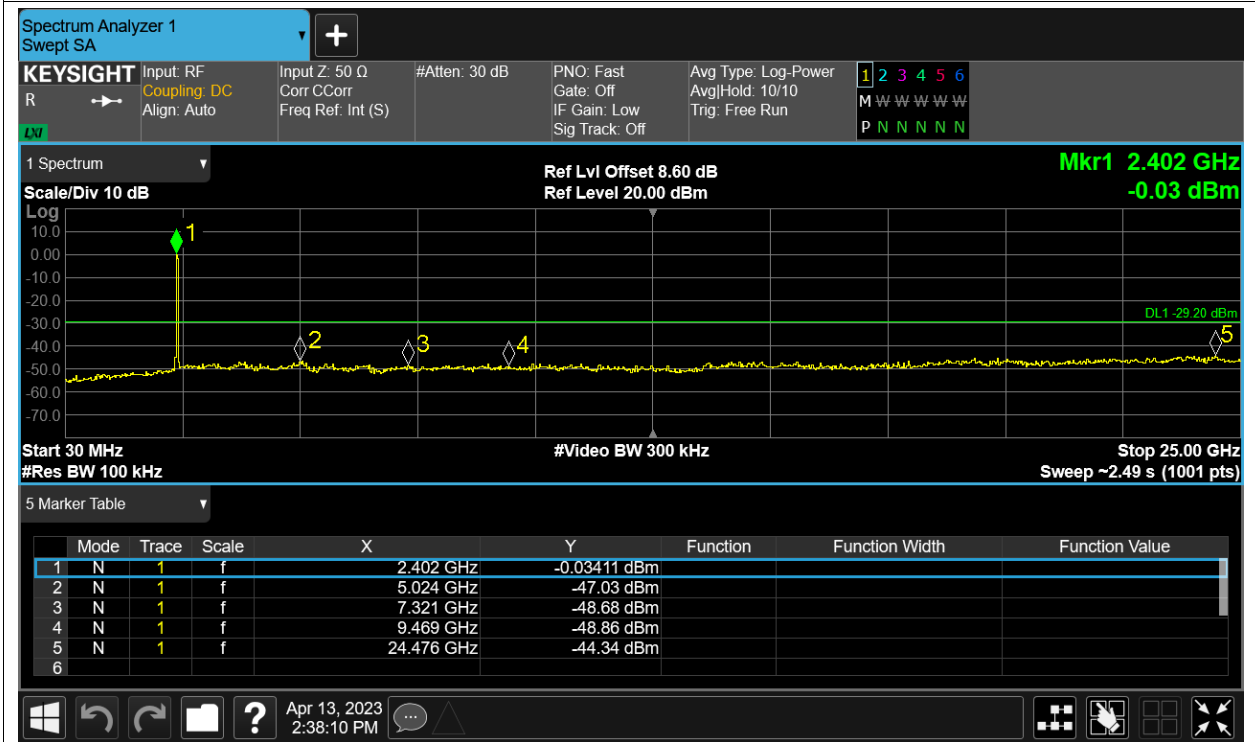 Spectrum Analyzer 1
Swept SA
KEYSIGHT Input: RF Input Z: 50 Ω #Atten: 30 dB PNO: Fast Avg Type: Log-Power 1 2 3 4 5 6
R Coupling: DC Corr CCorr Gate: Off Avg|Hold: 10/10 M W W W W W
Align: Auto Freq Ref: Int (S) IF Gain: Low Trig: Free Run
LXI Sig Track: Off P N N N N N
1 Spectrum Ref Lvl Offset 8.60 dB Mkr1 2.402 GHz
Scale/Div 10 dB Ref Level 20.00 dBm -0.03 dBm
Log
10.0
1
0.00
-10.0
-20.0
DL1 -29.20 dBm
-30.0
2 3 4 5
-40.0
-50.0
-60.0
-70.0
Start 30 MHz #Video BW 300 kHz Stop 25.00 GHz
#Res BW 100 kHz Sweep ~2.49 s (1001 pts)
5 Marker Table
Mode Trace Scale X Y Function Function Width Function Value
1 N 1 f 2.402 GHz -0.03411 dBm
2 N 1 f 5.024 GHz -47.03 dBm
3 N 1 f 7.321 GHz -48.68 dBm
4 N 1 f 9.469 GHz -48.86 dBm
5 N 1 f 24.476 GHz -44.34 dBm
6
? Apr 13, 2023
2:38:10 PM